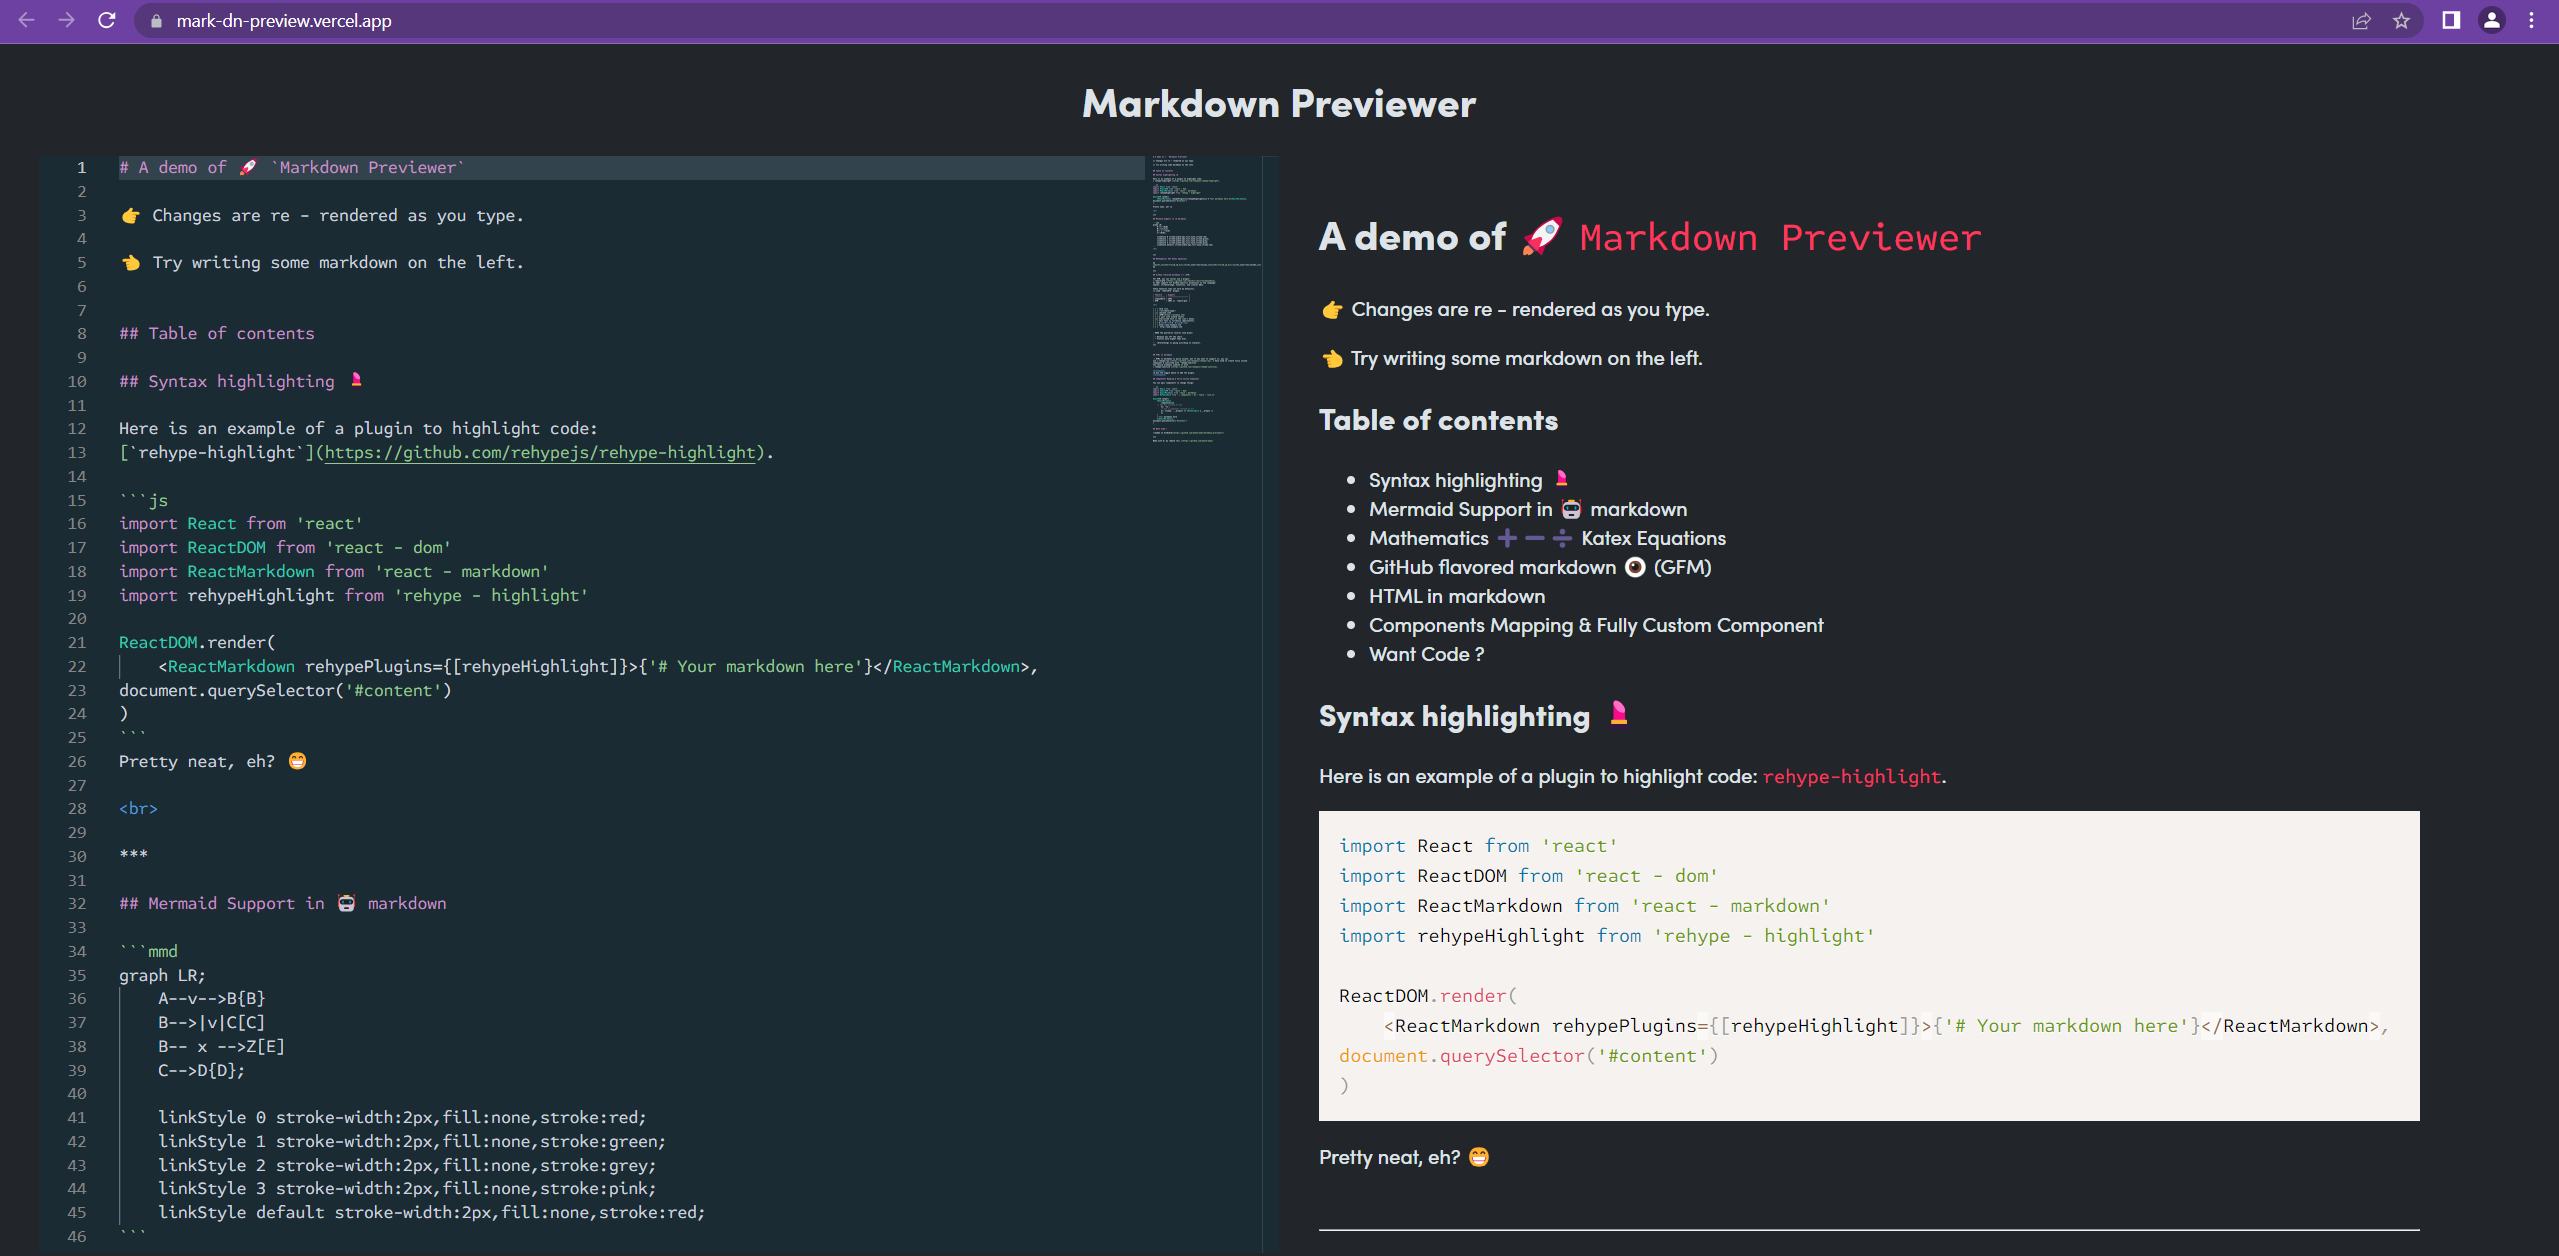 mark-dn-preview.vercel.app
Markdown Previewer
1 # A demo of 🚀 `Markdown Previewer`
2
3 👉 Changes are re - rendered as you type.
4
5 👈 Try writing some markdown on the left.
6
7
8 ## Table of contents
9
10 ## Syntax highlighting 💄
11
12 Here is an example of a plugin to highlight code:
13 [`rehype-highlight`](https://github.com/rehypejs/rehype-highlight).
14
15 ```js
16 import React from 'react'
17 import ReactDOM from 'react - dom'
18 import ReactMarkdown from 'react - markdown'
19 import rehypeHighlight from 'rehype - highlight'
20
21 ReactDOM.render(
22     <ReactMarkdown rehypePlugins={[rehypeHighlight]}>{'# Your markdown here'}</ReactMarkdown>,
23 document.querySelector('#content')
24 )
25 ```
26 Pretty neat, eh? 😁
27
28 <br>
29
30 ***
31
32 ## Mermaid Support in 🤖 markdown
33
34 ```mmd
35 graph LR;
36     A--v-->B{B}
37     B-->|v|C[C]
38     B-- x -->Z[E]
39     C-->D{D};
40
41     linkStyle 0 stroke-width:2px,fill:none,stroke:red;
42     linkStyle 1 stroke-width:2px,fill:none,stroke:green;
43     linkStyle 2 stroke-width:2px,fill:none,stroke:grey;
44     linkStyle 3 stroke-width:2px,fill:none,stroke:pink;
45     linkStyle default stroke-width:2px,fill:none,stroke:red;
46 ```
A demo of 🚀 Markdown Previewer
👉 Changes are re - rendered as you type.
👈 Try writing some markdown on the left.
Table of contents
• Syntax highlighting 💄
• Mermaid Support in 🤖 markdown
• Mathematics ➕➖➗ Katex Equations
• GitHub flavored markdown 👁 (GFM)
• HTML in markdown
• Components Mapping & Fully Custom Component
• Want Code ?
Syntax highlighting 💄
Here is an example of a plugin to highlight code: rehype-highlight.
import React from 'react'
import ReactDOM from 'react - dom'
import ReactMarkdown from 'react - markdown'
import rehypeHighlight from 'rehype - highlight'
ReactDOM.render(
    <ReactMarkdown rehypePlugins={[rehypeHighlight]}>{'# Your markdown here'}</ReactMarkdown>,
document.querySelector('#content')
)
Pretty neat, eh? 😁